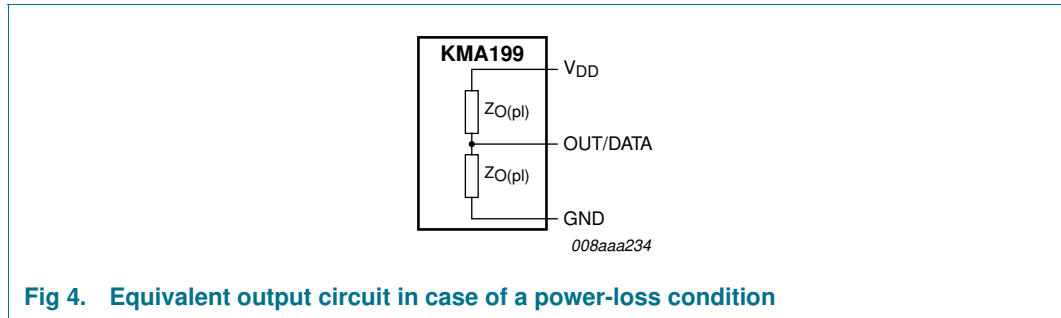 KMA199
VDD
ZO(pl)
OUT/DATA
ZO(pl)
GND
008aaa234
Fig 4. Equivalent output circuit in case of a power-loss condition